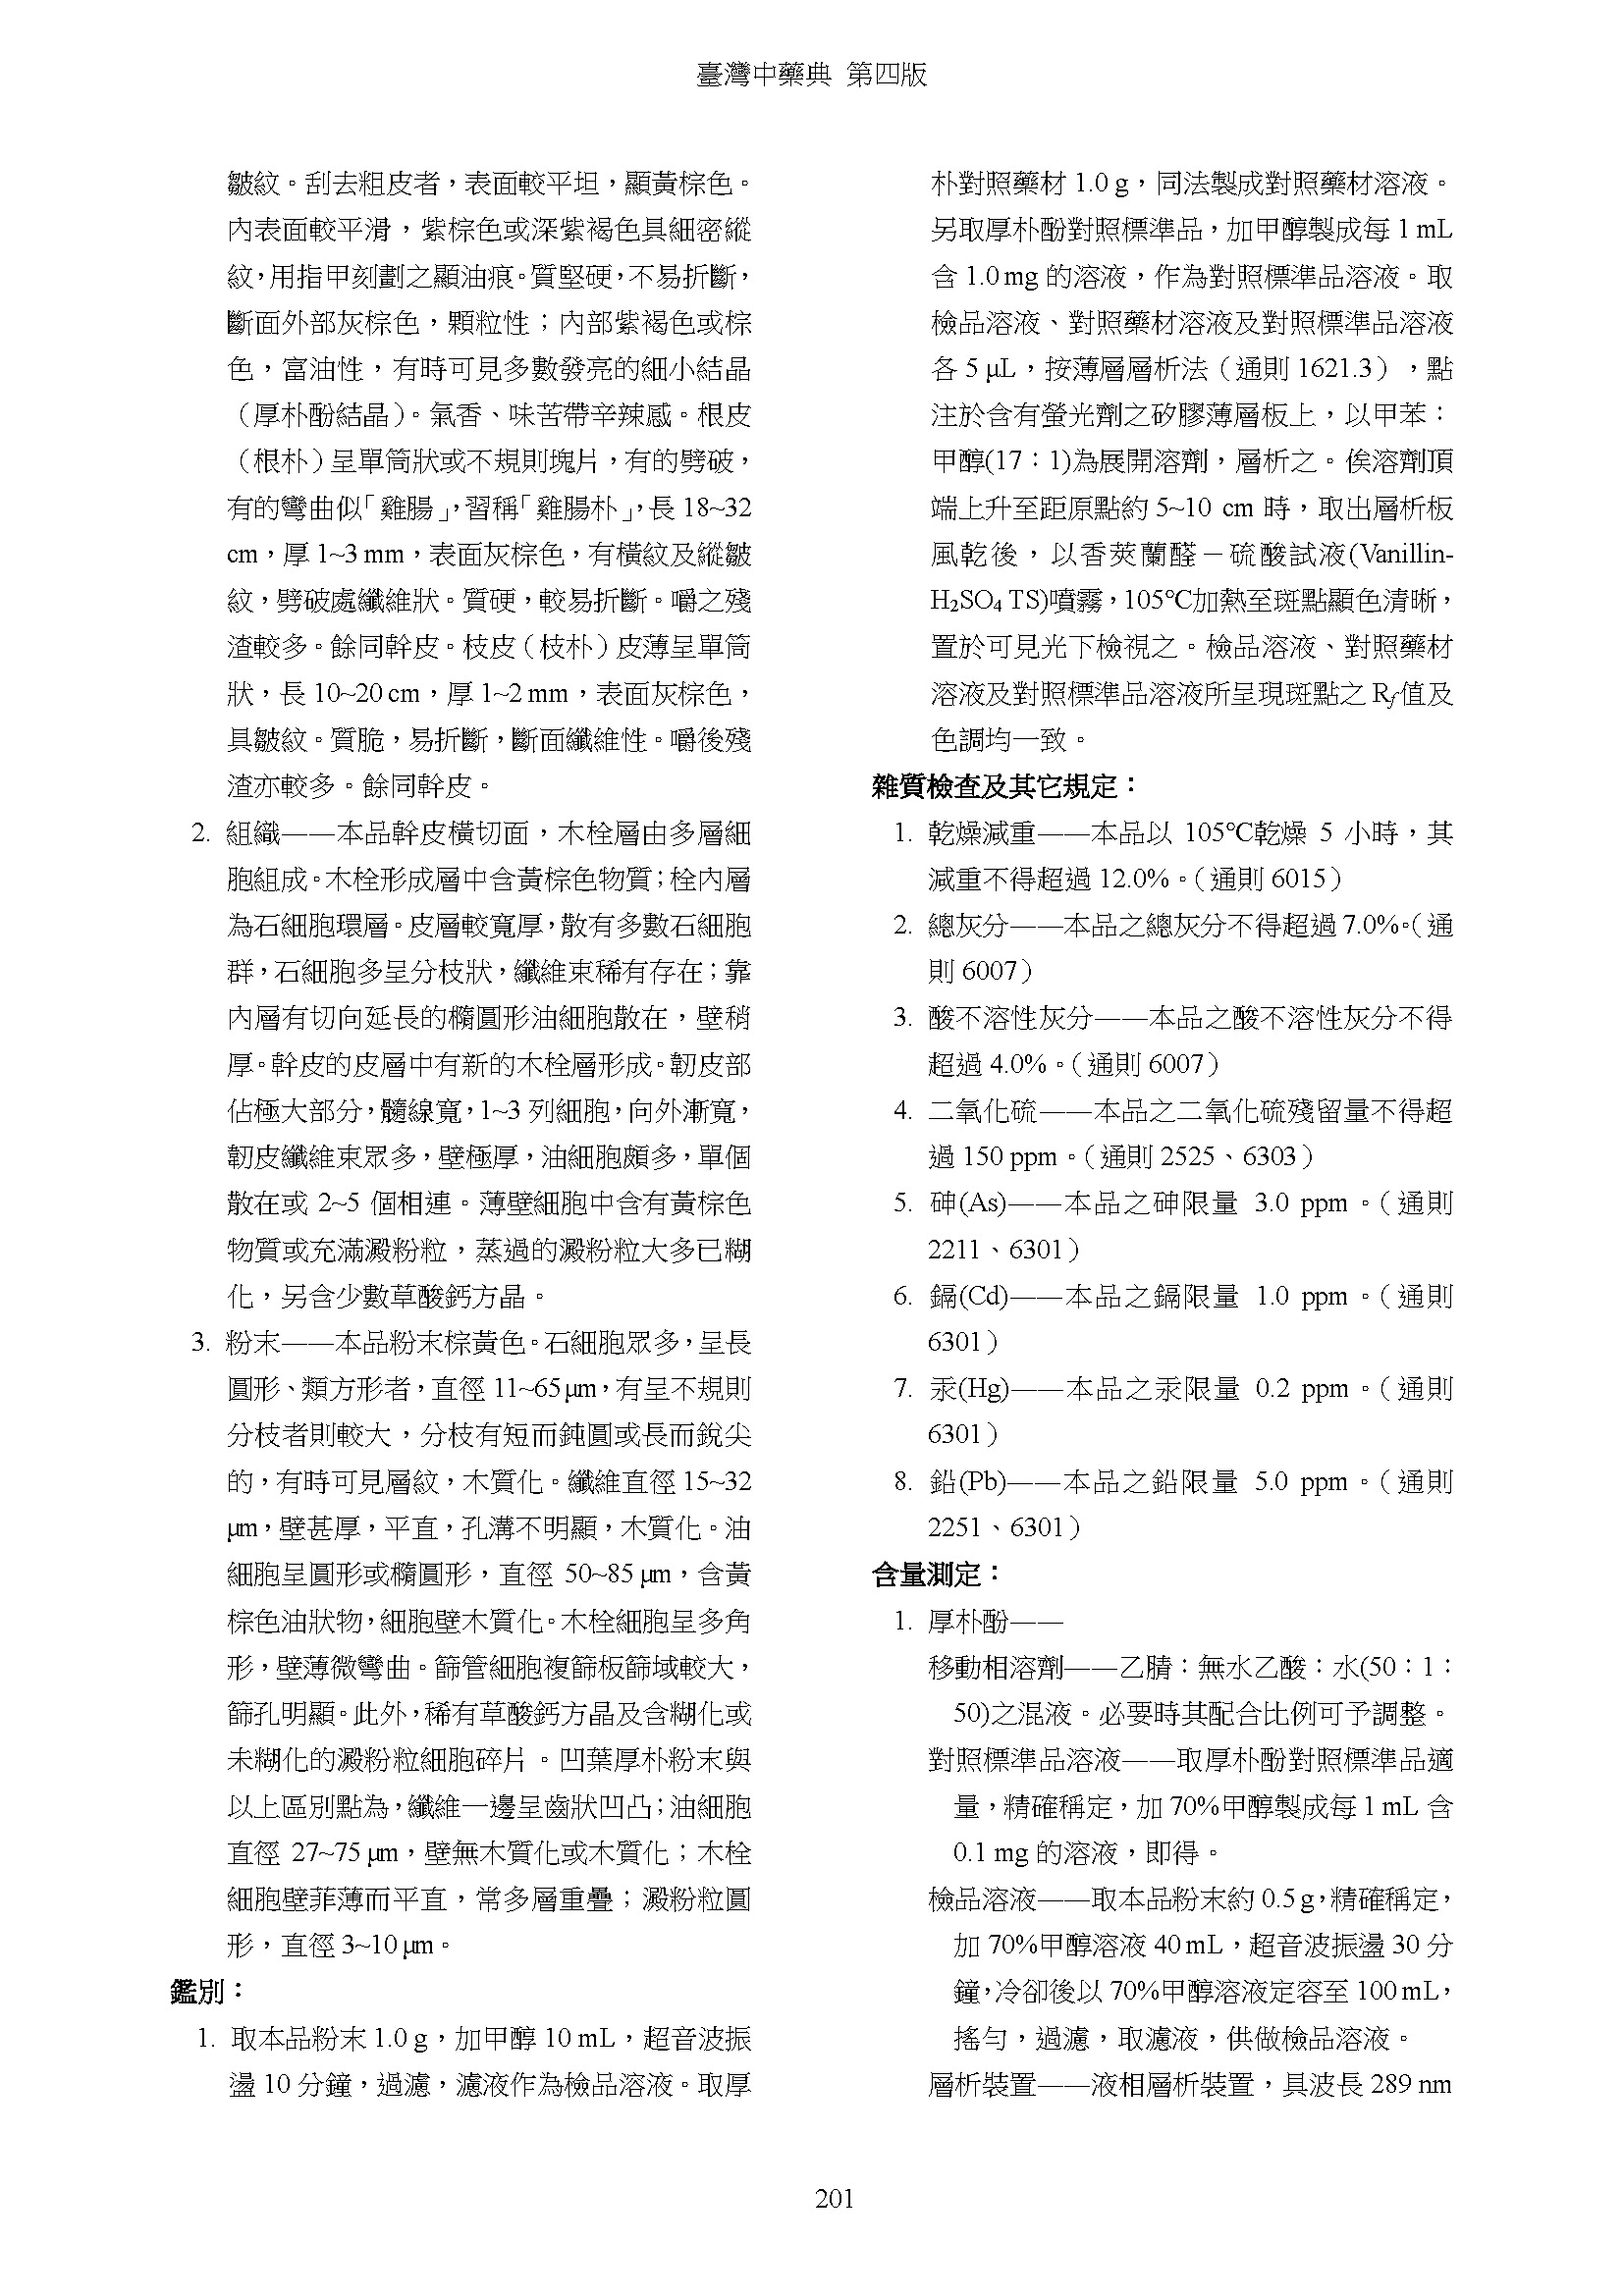 臺灣中藥典 第四版
皺紋。刮去粗皮者，表面較平坦，顯黃棕色。
內表面較平滑，紫棕色或深紫褐色具細密縱
紋，用指甲刻劃之顯油痕。質堅硬，不易折斷，
斷面外部灰棕色，顆粒性；內部紫褐色或棕
色，富油性，有時可見多數發亮的細小結晶
（厚朴酚結晶）。氣香、味苦帶辛辣感。根皮
（根朴）呈單筒狀或不規則塊片，有的劈破，
有的彎曲似「雞腸」，習稱「雞腸朴」，長 18~32
cm，厚 1~3 mm，表面灰棕色，有橫紋及縱皺
紋，劈破處纖維狀。質硬，較易折斷。嚼之殘
渣較多。餘同幹皮。枝皮（枝朴）皮薄呈單筒
狀，長 10~20 cm，厚 1~2 mm，表面灰棕色，
具皺紋。質脆，易折斷，斷面纖維性。嚼後殘
渣亦較多。餘同幹皮。
2. 組織——本品幹皮橫切面，木栓層由多層細
胞組成。木栓形成層中含黃棕色物質；栓內層
為石細胞環層。皮層較寬厚，散有多數石細胞
群，石細胞多呈分枝狀，纖維束稀有存在；靠
內層有切向延長的橢圓形油細胞散在，壁稍
厚。幹皮的皮層中有新的木栓層形成。韌皮部
佔極大部分，髓線寬，1~3 列細胞，向外漸寬，
韌皮纖維束眾多，壁極厚，油細胞頗多，單個
散在或 2~5 個相連。薄壁細胞中含有黃棕色
物質或充滿澱粉粒，蒸過的澱粉粒大多已糊
化，另含少數草酸鈣方晶。
3. 粉末——本品粉末棕黃色。石細胞眾多，呈長
圓形、類方形者，直徑 11~65 μm，有呈不規則
分枝者則較大，分枝有短而鈍圓或長而銳尖
的，有時可見層紋，木質化。纖維直徑 15~32
μm，壁甚厚，平直，孔溝不明顯，木質化。油
細胞呈圓形或橢圓形，直徑 50~85 μm，含黃
棕色油狀物，細胞壁木質化。木栓細胞呈多角
形，壁薄微彎曲。篩管細胞複篩板篩域較大，
篩孔明顯。此外，稀有草酸鈣方晶及含糊化或
未糊化的澱粉粒細胞碎片。凹葉厚朴粉末與
以上區別點為，纖維一邊呈齒狀凹凸；油細胞
直徑 27~75 μm，壁無木質化或木質化；木栓
細胞壁菲薄而平直，常多層重疊；澱粉粒圓
形，直徑 3~10 μm。
鑑別：
1. 取本品粉末 1.0 g，加甲醇 10 mL，超音波振
盪 10 分鐘，過濾，濾液作為檢品溶液。取厚
朴對照藥材 1.0 g，同法製成對照藥材溶液。
另取厚朴酚對照標準品，加甲醇製成每 1 mL
含 1.0 mg 的溶液，作為對照標準品溶液。取
檢品溶液、對照藥材溶液及對照標準品溶液
各 5 μL，按薄層層析法（通則 1621.3），點
注於含有螢光劑之矽膠薄層板上，以甲苯：
甲醇(17：1)為展開溶劑，層析之。俟溶劑頂
端上升至距原點約 5~10 cm 時，取出層析板
風乾後，以香莢蘭醛－硫酸試液(Vanillin-
H₂SO₄ TS)噴霧，105℃加熱至斑點顯色清晰，
置於可見光下檢視之。檢品溶液、對照藥材
溶液及對照標準品溶液所呈現斑點之 Rf 值及
色調均一致。
雜質檢查及其它規定：
1. 乾燥減重——本品以 105℃乾燥 5 小時，其
減重不得超過 12.0%。（通則 6015）
2. 總灰分——本品之總灰分不得超過 7.0%。（通
則 6007）
3. 酸不溶性灰分——本品之酸不溶性灰分不得
超過 4.0%。（通則 6007）
4. 二氧化硫——本品之二氧化硫殘留量不得超
過 150 ppm。（通則 2525、6303）
5. 砷(As)——本品之砷限量 3.0 ppm。（通則
2211、6301）
6. 鎘(Cd)——本品之鎘限量 1.0 ppm。（通則
6301）
7. 汞(Hg)——本品之汞限量 0.2 ppm。（通則
6301）
8. 鉛(Pb)——本品之鉛限量 5.0 ppm。（通則
2251、6301）
含量測定：
1. 厚朴酚——
移動相溶劑——乙腈：無水乙酸：水(50：1：
50)之混液。必要時其配合比例可予調整。
對照標準品溶液——取厚朴酚對照標準品適
量，精確稱定，加 70%甲醇製成每 1 mL 含
0.1 mg 的溶液，即得。
檢品溶液——取本品粉末約 0.5 g，精確稱定，
加 70%甲醇溶液 40 mL，超音波振盪 30 分
鐘，冷卻後以 70%甲醇溶液定容至 100 mL，
搖勻，過濾，取濾液，供做檢品溶液。
層析裝置——液相層析裝置，具波長 289 nm
201